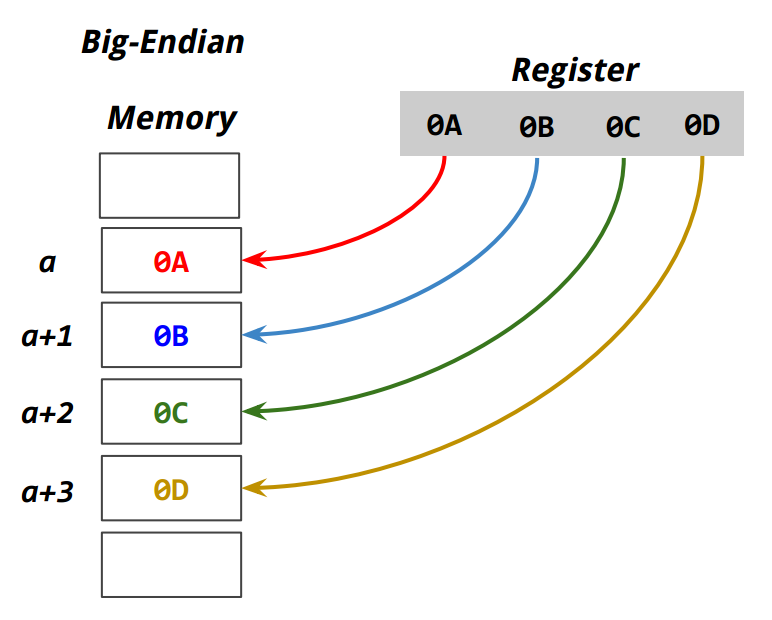 Big-Endian
Register
Memory
0A 0B 0C 0D
a 0A
a+1 0B
a+2 0C
a+3 0D